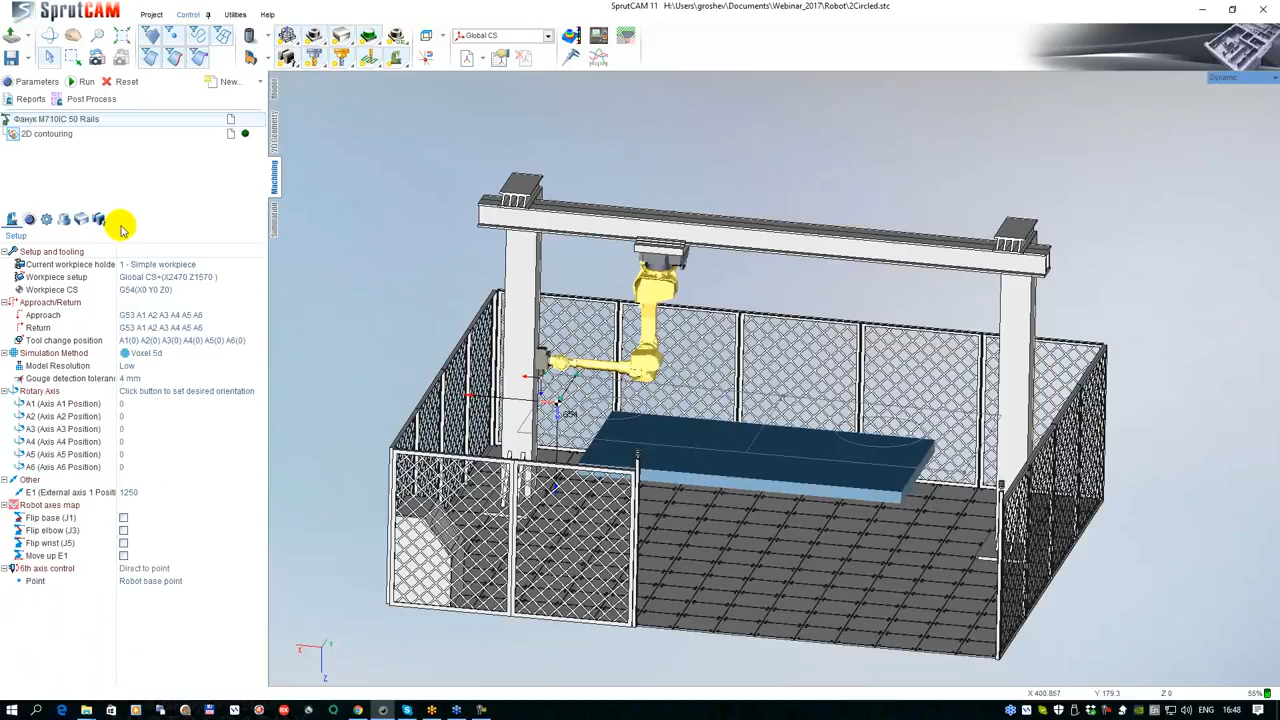 SprutCAM
Project
Control
Utilities
Help
SprutCAM 11   H:\Users\groshev\Documents\Webinar_2017\Robot\2Circled.stc
Global CS
Dynamic
Parameters
Run
Reset
New...
Reports
Post Process
Фанук M710IC 50 Rails
2D contouring
Model
2D Geometry
Machining
Simulation
Setup
Setup and tooling
Current workpiece holde 1 - Simple workpiece
Workpiece setup Global CS+(X2470 Z1570 )
Workpiece CS G54(X0 Y0 Z0)
Approach/Return
Approach G53 A1 A2 A3 A4 A5 A6
Return G53 A1 A2 A3 A4 A5 A6
Tool change position A1(0) A2(0) A3(0) A4(0) A5(0) A6(0)
Simulation Method Voxel 5d
Model Resolution Low
Gouge detection toleranc 4 mm
Rotary Axis Click button to set desired orientation
A1 (Axis A1 Position) 0
A2 (Axis A2 Position) 0
A3 (Axis A3 Position) 0
A4 (Axis A4 Position) 0
A5 (Axis A5 Position) 0
A6 (Axis A6 Position) 0
Other
E1 (External axis 1 Positi 1250
Robot axes map
Flip base (J1)
Flip elbow (J3)
Flip wrist (J5)
Move up E1
6th axis control Direct to point
Point Robot base point
G54
X
Y
Z
X 400.857 Y 179.3 Z 0 55%
ENG 16:48